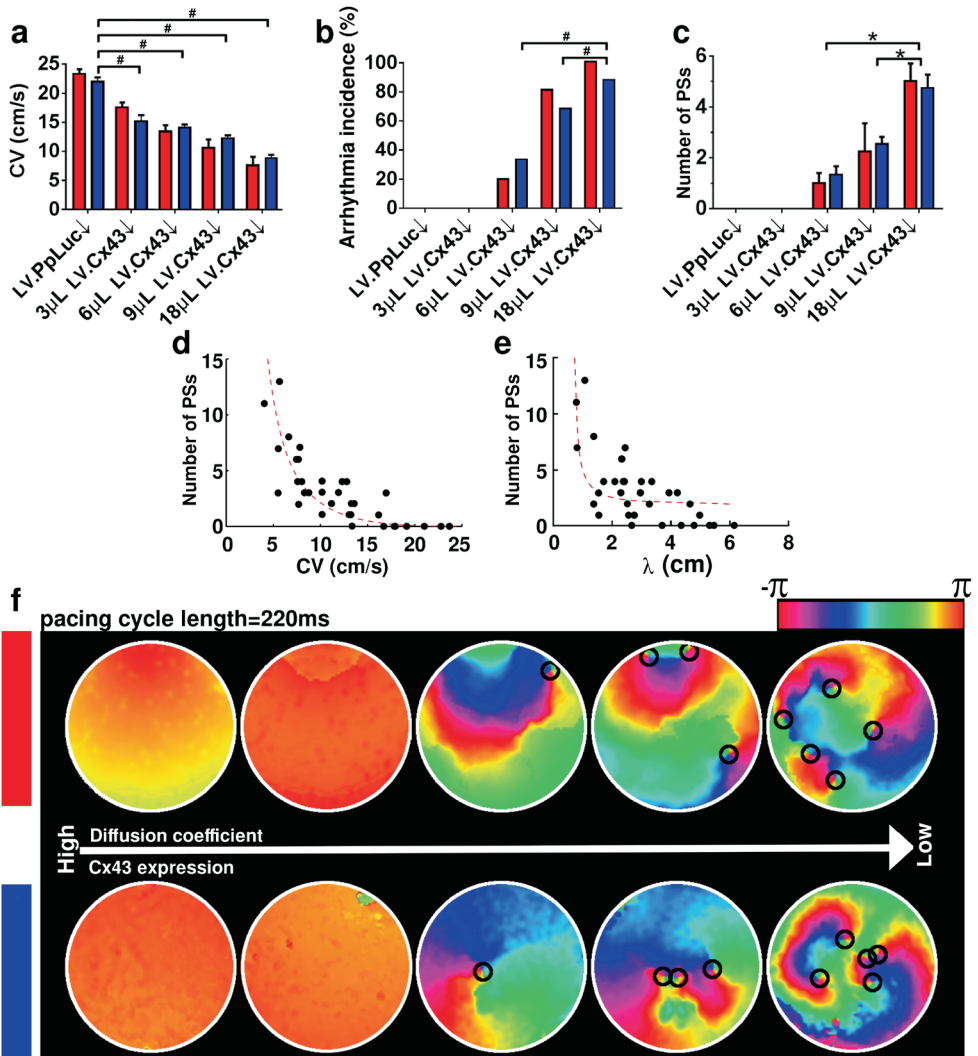 a
#
#
#
#
CV (cm/s)
25
20
15
10
5
0
LV.PpLuc↓
3µL LV.Cx43↓
6µL LV.Cx43↓
9µL LV.Cx43↓
18µL LV.Cx43↓
b
#
#
Arrhythmia incidence (%)
100
80
60
40
20
0
LV.PpLuc↓
3µL LV.Cx43↓
6µL LV.Cx43↓
9µL LV.Cx43↓
18µL LV.Cx43↓
c
*
*
Number of PSs
6
4
2
0
LV.PpLuc↓
3µL LV.Cx43↓
6µL LV.Cx43↓
9µL LV.Cx43↓
18µL LV.Cx43↓
d
Number of PSs
15
10
5
0
0 5 10 15 20 25
CV (cm/s)
e
Number of PSs
15
10
5
0
0 2 4 6 8
λ (cm)
f
pacing cycle length=220ms
-π π
High
Diffusion coefficient
Cx43 expression
Low